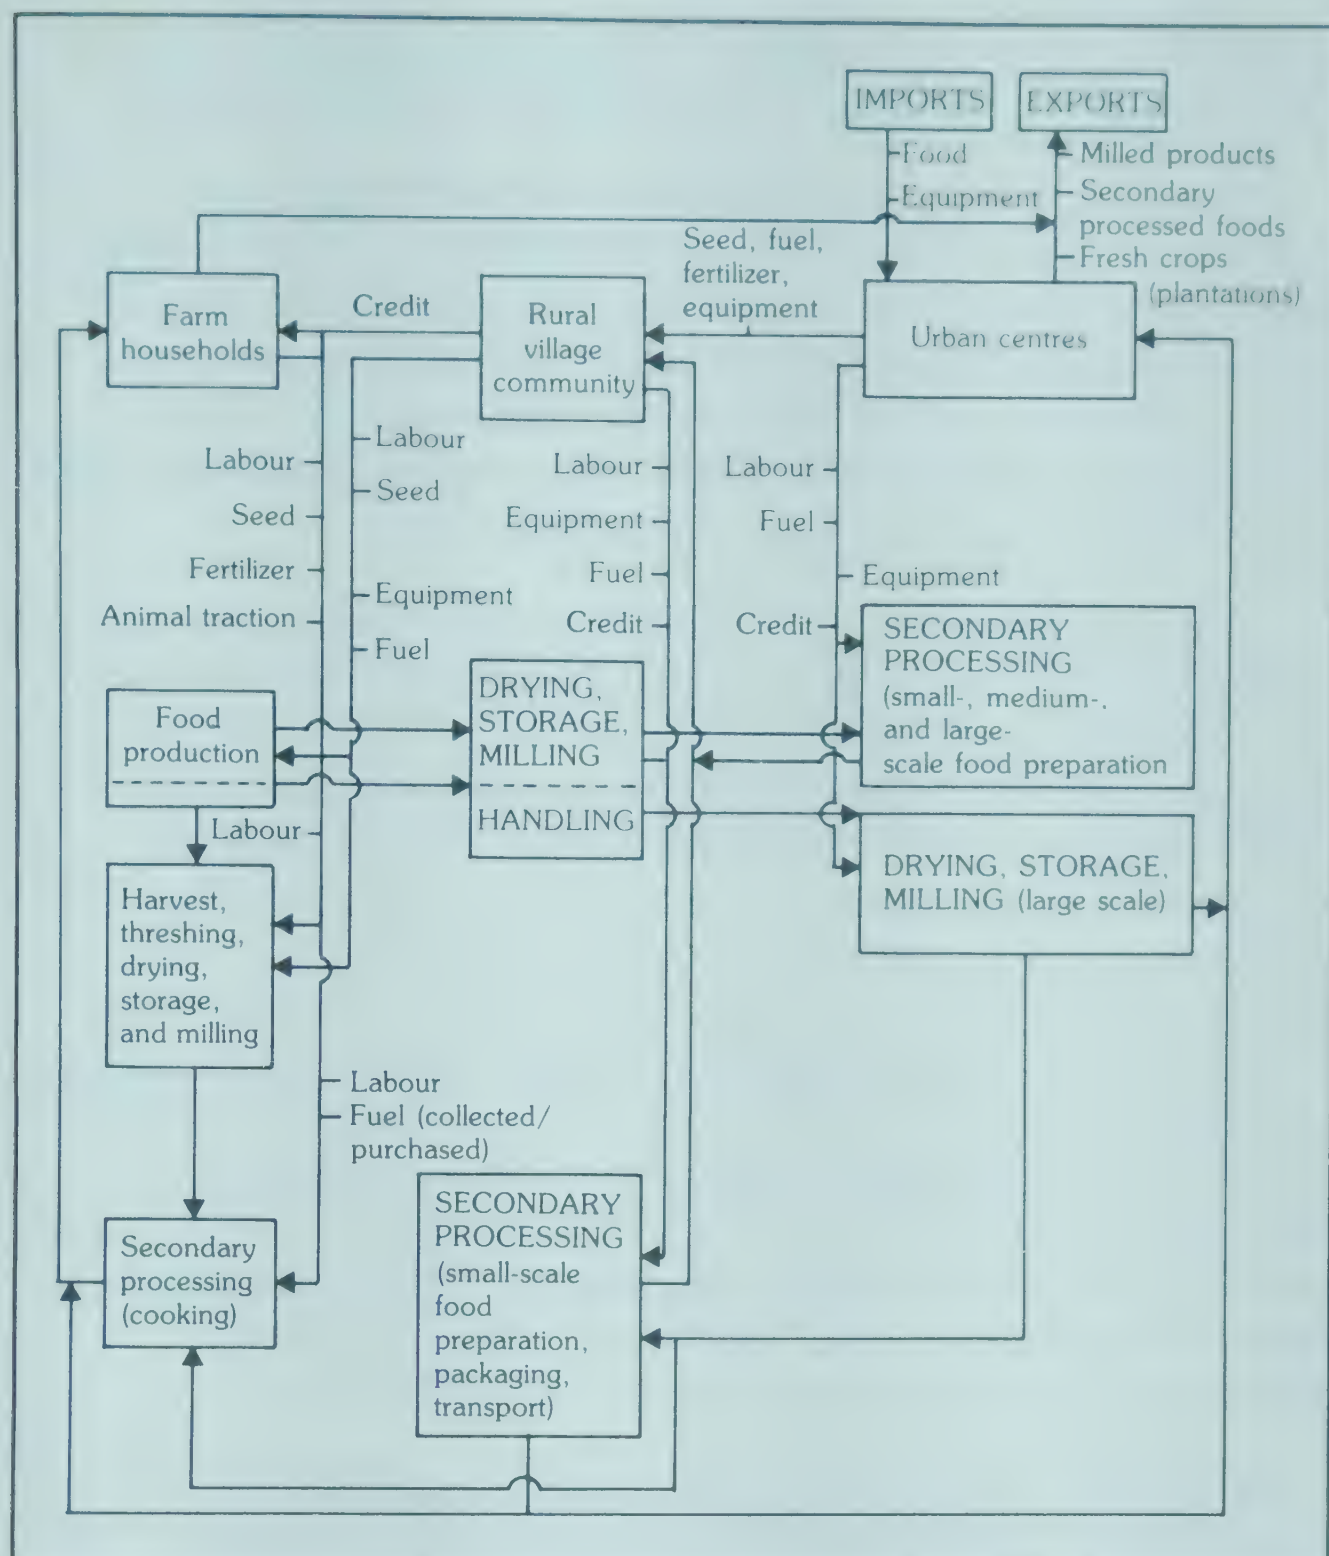 IMPORTS
EXPORTS
Food
Equipment
Milled products
Secondary
processed foods
Fresh crops
(plantations)
Farm
households
Credit
Rural
village
community
Seed, fuel,
fertilizer,
equipment
Urban centres
Labour
Seed
Fertilizer
Animal traction
Labour
Seed
Equipment
Fuel
Labour
Equipment
Fuel
Credit
Labour
Fuel
Equipment
Credit
SECONDARY
PROCESSING
(small-, medium-,
and large-
scale food preparation
Food
production
DRYING,
STORAGE,
MILLING
HANDLING
Labour
DRYING, STORAGE,
MILLING (large scale)
Harvest,
threshing,
drying,
storage,
and milling
Labour
Fuel (collected/
purchased)
Secondary
processing
(cooking)
SECONDARY
PROCESSING
(small-scale
food
preparation,
packaging,
transport)